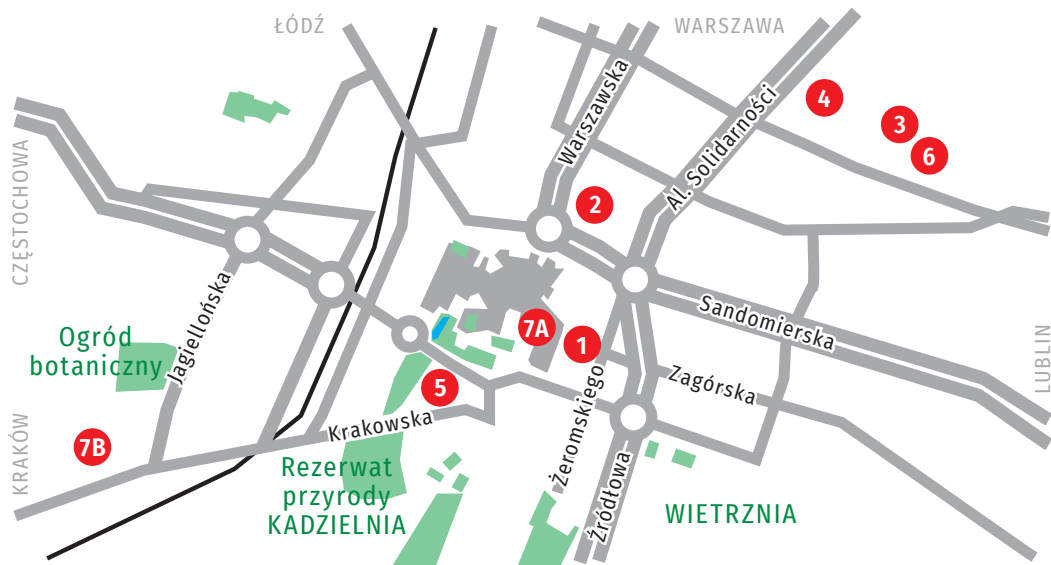 ŁÓDŹ
WARSZAWA
Warszawska
Al. Solidarności
4
3
6
2
CZĘSTOCHOWA
Jagiellońska
Sandomierska
7A
1
Ogród
botaniczny
5
Zagórska
LUBLIN
Żeromskiego
Krakowska
7B
KRAKÓW
Rezerwat
przyrody
KADZIELNIA
Źródłowa
WIETRZNIA